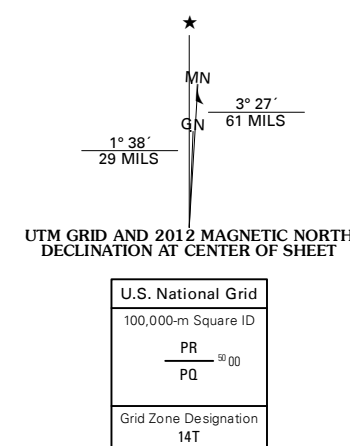 ★
MN
3° 27´
61 MILS
GN
1° 38´
29 MILS
UTM GRID AND 2012 MAGNETIC NORTH
DECLINATION AT CENTER OF SHEET
U.S. National Grid
100,000-m Square ID
PR
50 00
PQ
Grid Zone Designation
14T